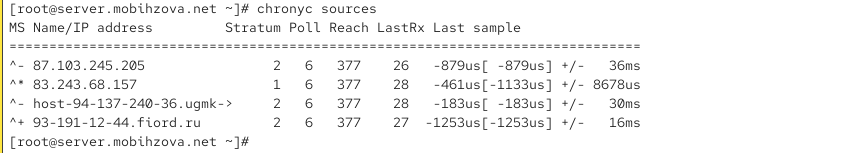 [root@server.mobihzova.net ~]# chronyc sources
MS Name/IP address         Stratum Poll Reach LastRx Last sample
===============================================================================
^- 87.103.245.205                2   6   377    26   -879us[ -879us] +/-   36ms
^* 83.243.68.157                 1   6   377    28   -461us[-1133us] +/- 8678us
^- host-94-137-240-36.ugmk->     2   6   377    28   -183us[ -183us] +/-   30ms
^+ 93-191-12-44.fiord.ru         2   6   377    27  -1253us[-1253us] +/-   16ms
[root@server.mobihzova.net ~]#